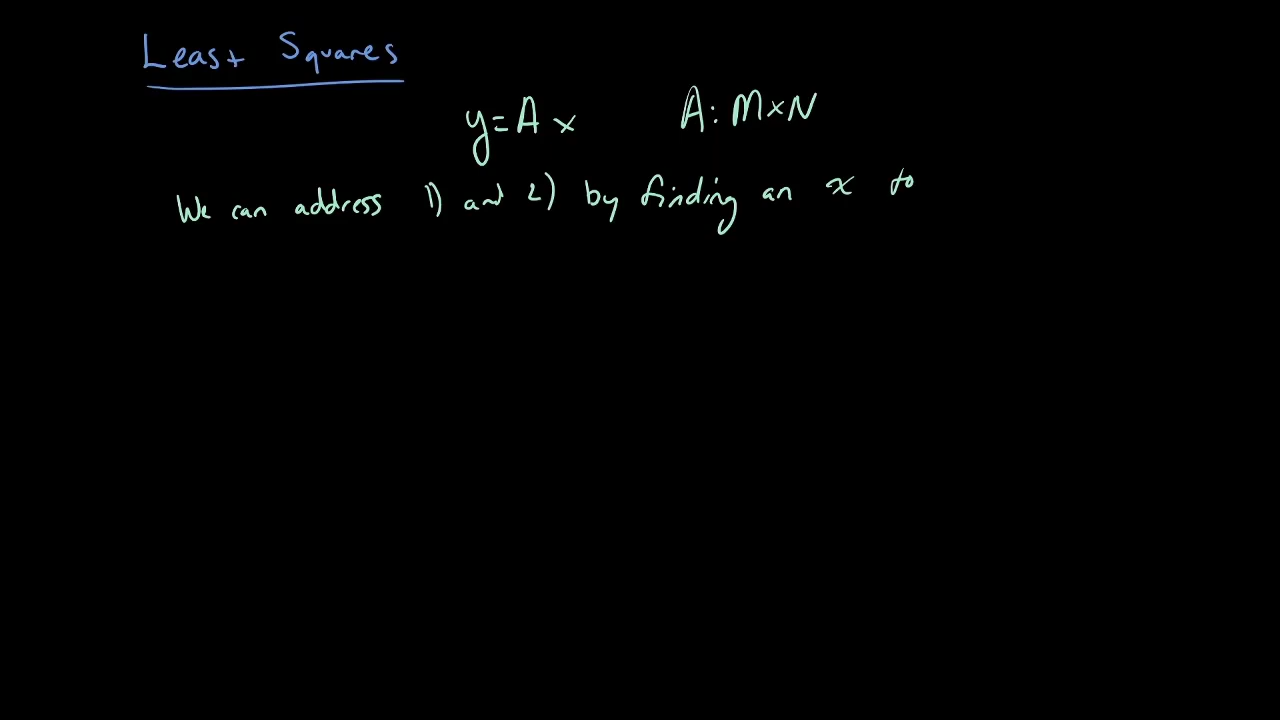 Least Squares
y=Ax A: M×N
We can address 1) and 2) by finding an x to